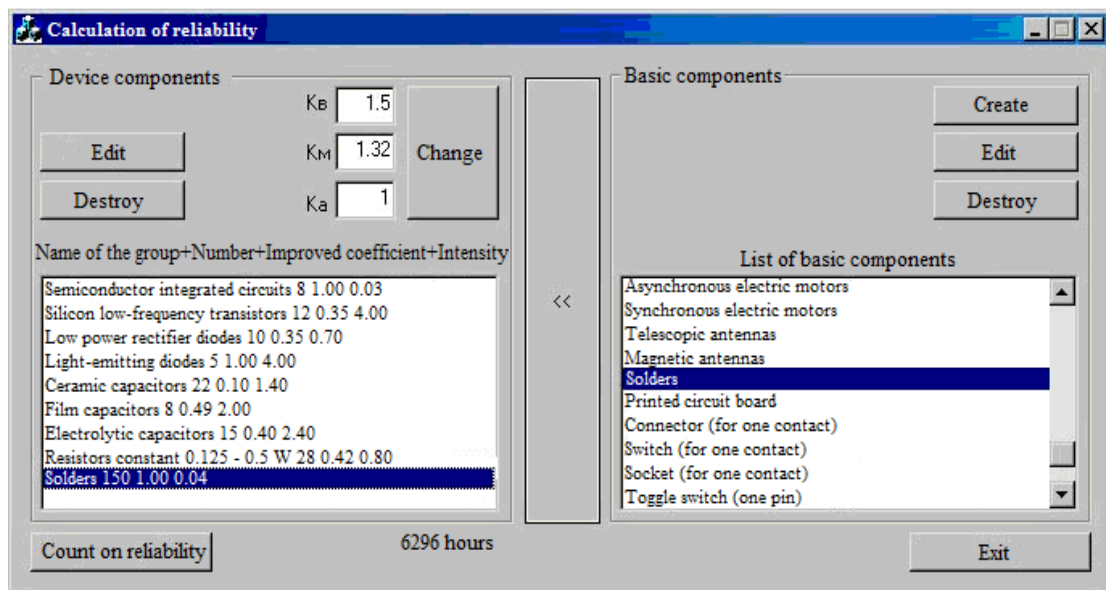 Calculation of reliability
Device components
Кв 1.5
Км 1.32
Ка 1
Change
Edit
Destroy
Name of the group+Number+Improved coefficient+Intensity
Semiconductor integrated circuits 8 1.00 0.03
Silicon low-frequency transistors 12 0.35 4.00
Low power rectifier diodes 10 0.35 0.70
Light-emitting diodes 5 1.00 4.00
Ceramic capacitors 22 0.10 1.40
Film capacitors 8 0.49 2.00
Electrolytic capacitors 15 0.40 2.40
Resistors constant 0.125 - 0.5 W 28 0.42 0.80
Solders 150 1.00 0.04
Count on reliability
6296 hours
<<
Basic components
Create
Edit
Destroy
List of basic components
Asynchronous electric motors
Synchronous electric motors
Telescopic antennas
Magnetic antennas
Solders
Printed circuit board
Connector (for one contact)
Switch (for one contact)
Socket (for one contact)
Toggle switch (one pin)
Exit